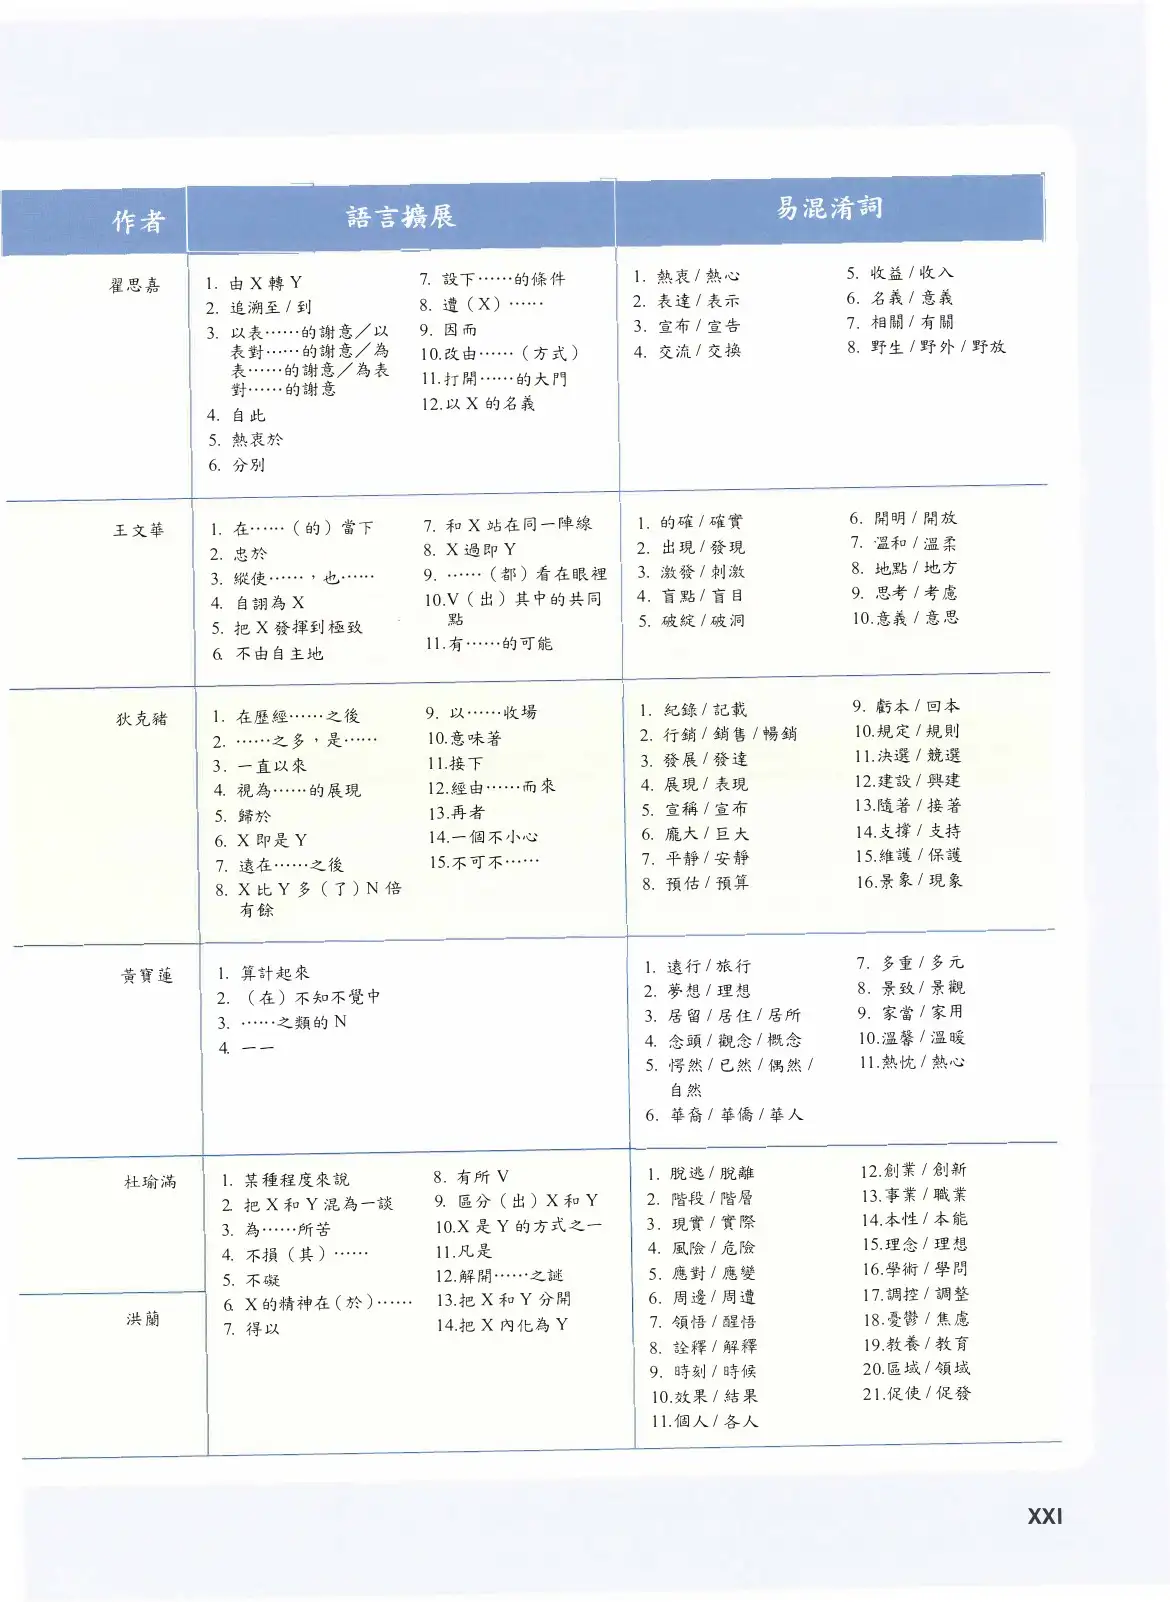 作者
語言擴展
易混淆詞
翟思嘉
1. 由 X 轉 Y
2. 追溯至 / 到
3. 以表……的謝意／以
表對……的謝意／為
表……的謝意／為表
對……的謝意
4. 自此
5. 熱衷於
6. 分別
7. 設下……的條件
8. 遭（X）……
9. 因而
10.改由……（方式）
11.打開……的大門
12.以 X 的名義
1. 熱衷 / 熱心
2. 表達 / 表示
3. 宣布 / 宣告
4. 交流 / 交換
5. 收益 / 收入
6. 名義 / 意義
7. 相關 / 有關
8. 野生 / 野外 / 野放
王文華
1. 在……（的）當下
2. 忠於
3. 縱使……，也……
4. 自詡為 X
5. 把 X 發揮到極致
6. 不由自主地
7. 和 X 站在同一陣線
8. X 過即 Y
9. ……（都）看在眼裡
10.V（出）其中的共同
點
11.有……的可能
1. 的確 / 確實
2. 出現 / 發現
3. 激發 / 刺激
4. 盲點 / 盲目
5. 破綻 / 破洞
6. 開明 / 開放
7. 溫和 / 溫柔
8. 地點 / 地方
9. 思考 / 考慮
10.意義 / 意思
狄克豬
1. 在歷經……之後
2. ……之多，是……
3. 一直以來
4. 視為……的展現
5. 歸於
6. X 即是 Y
7. 遠在……之後
8. X 比 Y 多（了）N 倍
有餘
9. 以……收場
10.意味著
11.接下
12.經由……而來
13.再者
14.一個不小心
15.不可不……
1. 紀錄 / 記載
2. 行銷 / 銷售 / 暢銷
3. 發展 / 發達
4. 展現 / 表現
5. 宣稱 / 宣布
6. 龐大 / 巨大
7. 平靜 / 安靜
8. 預估 / 預算
9. 虧本 / 回本
10.規定 / 規則
11.決選 / 競選
12.建設 / 興建
13.隨著 / 接著
14.支撐 / 支持
15.維護 / 保護
16.景象 / 現象
黃寶蓮
1. 算計起來
2. （在）不知不覺中
3. ……之類的 N
4. 一一
1. 遠行 / 旅行
2. 夢想 / 理想
3. 居留 / 居住 / 居所
4. 念頭 / 觀念 / 概念
5. 愕然 / 已然 / 偶然 /
自然
6. 華裔 / 華僑 / 華人
7. 多重 / 多元
8. 景致 / 景觀
9. 家當 / 家用
10.溫馨 / 溫暖
11.熱忱 / 熱心
杜瑜滿
洪蘭
1. 某種程度來說
2. 把 X 和 Y 混為一談
3. 為……所苦
4. 不損（其）……
5. 不礙
6. X 的精神在（於）……
7. 得以
8. 有所 V
9. 區分（出）X 和 Y
10.X 是 Y 的方式之一
11.凡是
12.解開……之謎
13.把 X 和 Y 分開
14.把 X 內化為 Y
1. 脫逃 / 脫離
2. 階段 / 階層
3. 現實 / 實際
4. 風險 / 危險
5. 應對 / 應變
6. 周邊 / 周遭
7. 領悟 / 醒悟
8. 詮釋 / 解釋
9. 時刻 / 時候
10.效果 / 結果
11.個人 / 各人
12.創業 / 創新
13.事業 / 職業
14.本性 / 本能
15.理念 / 理想
16.學術 / 學問
17.調控 / 調整
18.憂鬱 / 焦慮
19.教養 / 教育
20.區域 / 領域
21.促使 / 促發
XXI